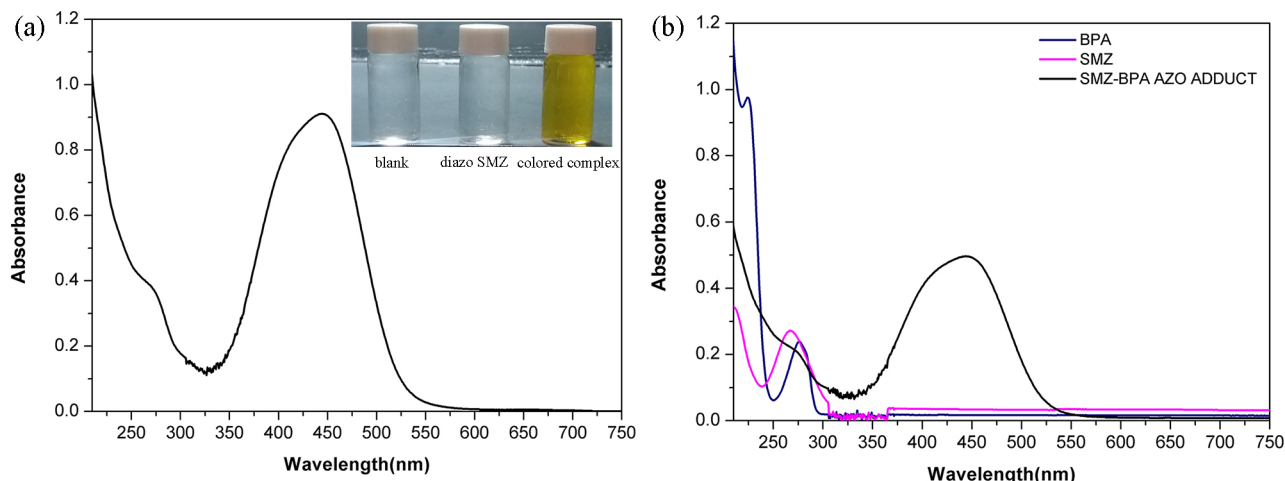 (a)
1.2
1.0
0.8
0.6
0.4
0.2
0.0
Absorbance
250 300 350 400 450 500 550 600 650 700 750
Wavelength(nm)
blank diazo SMZ colored complex
(b)
1.2
1.0
0.8
0.6
0.4
0.2
0.0
Absorbance
250 300 350 400 450 500 550 600 650 700 750
Wavelength(nm)
BPA
SMZ
SMZ-BPA AZO ADDUCT